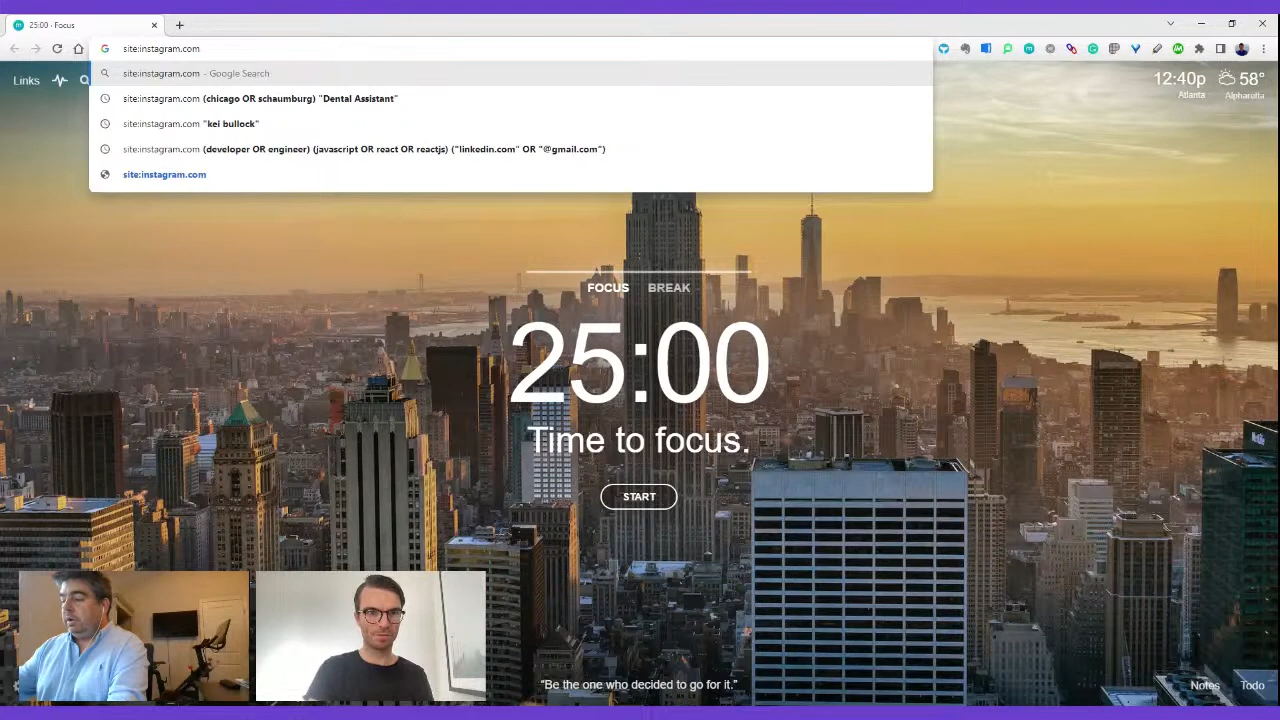 25:00 - Focus
site:instagram.com
Links
site:instagram.com - Google Search
site:instagram.com (chicago OR schaumburg) "Dental Assistant"
site:instagram.com "kei bullock"
site:instagram.com (developer OR engineer) (javascript OR react OR reactjs) ("linkedin.com" OR "@gmail.com")
site:instagram.com
12:40p
Atlanta
58°
Alpharetta
FOCUS
BREAK
25:00
Time to focus.
START
"Be the one who decided to go for it."
Notes
Todo